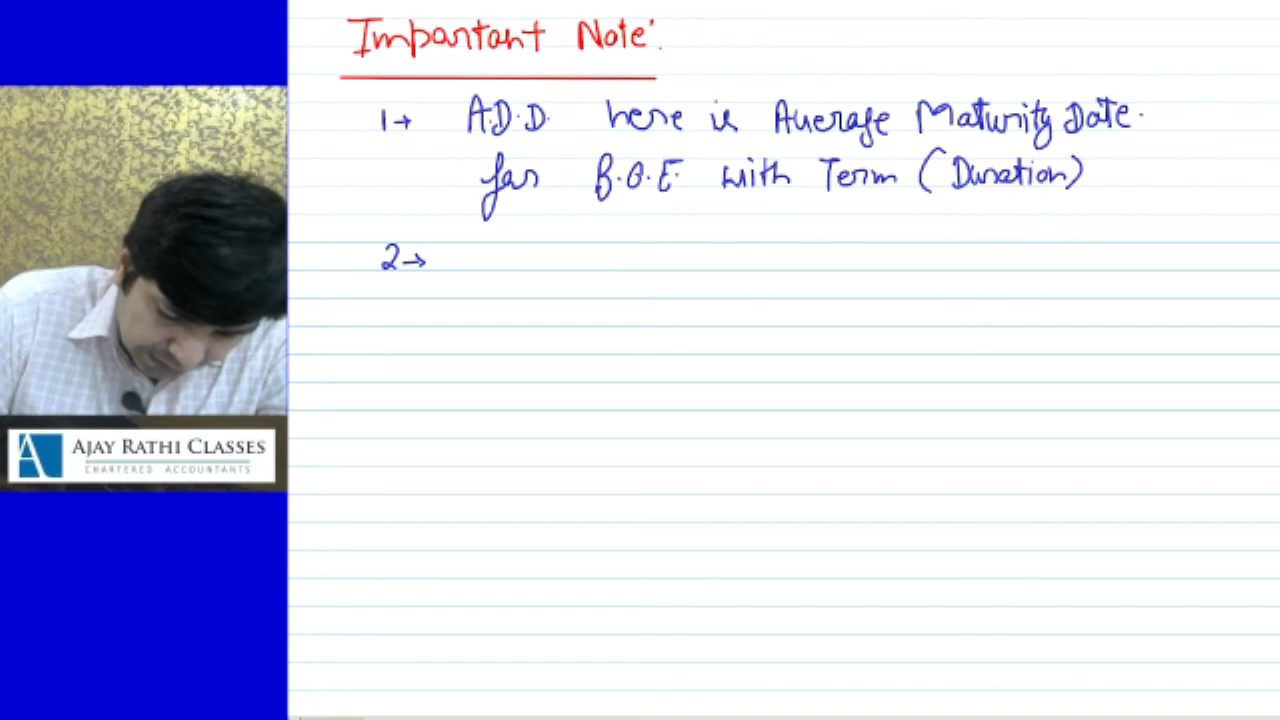 Important Note:
1→ A.D.D. here is Average Maturity Date.
for B.O.E. with Term (Duration)
2→
AJAY RATHI CLASSES
CHARTERED ACCOUNTANTS